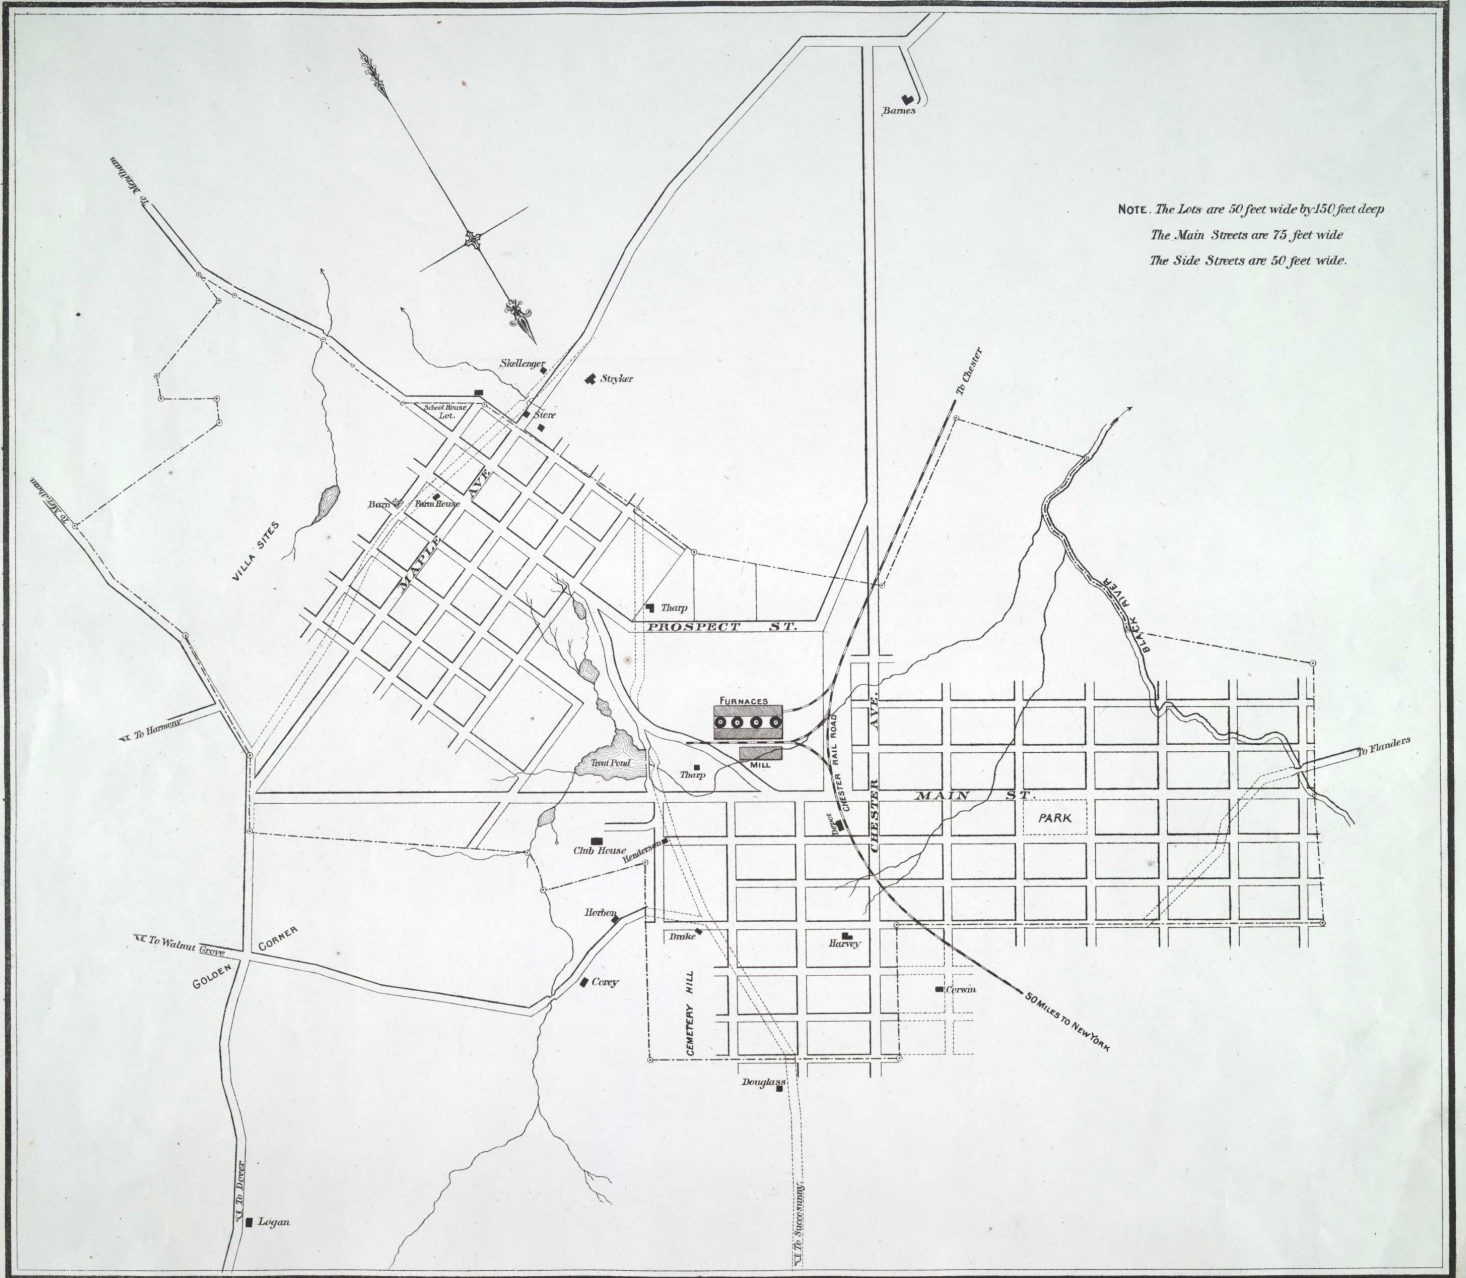 Barnes
To Mendham
NOTE. The Lots are 50 feet wide by 150 feet deep
The Main Streets are 75 feet wide
The Side Streets are 50 feet wide.
To Chester
Skellenger
Stryker
School House
Lot.
Store
To Mendham
Barn
Farm House
MAPLE AVE.
VILLA SITES
BLACK RIVER
Tharp
PROSPECT ST.
To Harmony
FURNACES
MILL
Trout Pond
Tharp
CHESTER RAIL ROAD
CHESTER AVE.
To Flanders
MAIN ST.
PARK
Depot
Club House
Henderson
Herben
To Walnut Grove
GOLDEN CORNER
Drake
Harvey
Corey
CEMETERY HILL
Corwin
50 MILES TO NEW YORK
Douglass
To Dover
Logan
To Succasunny